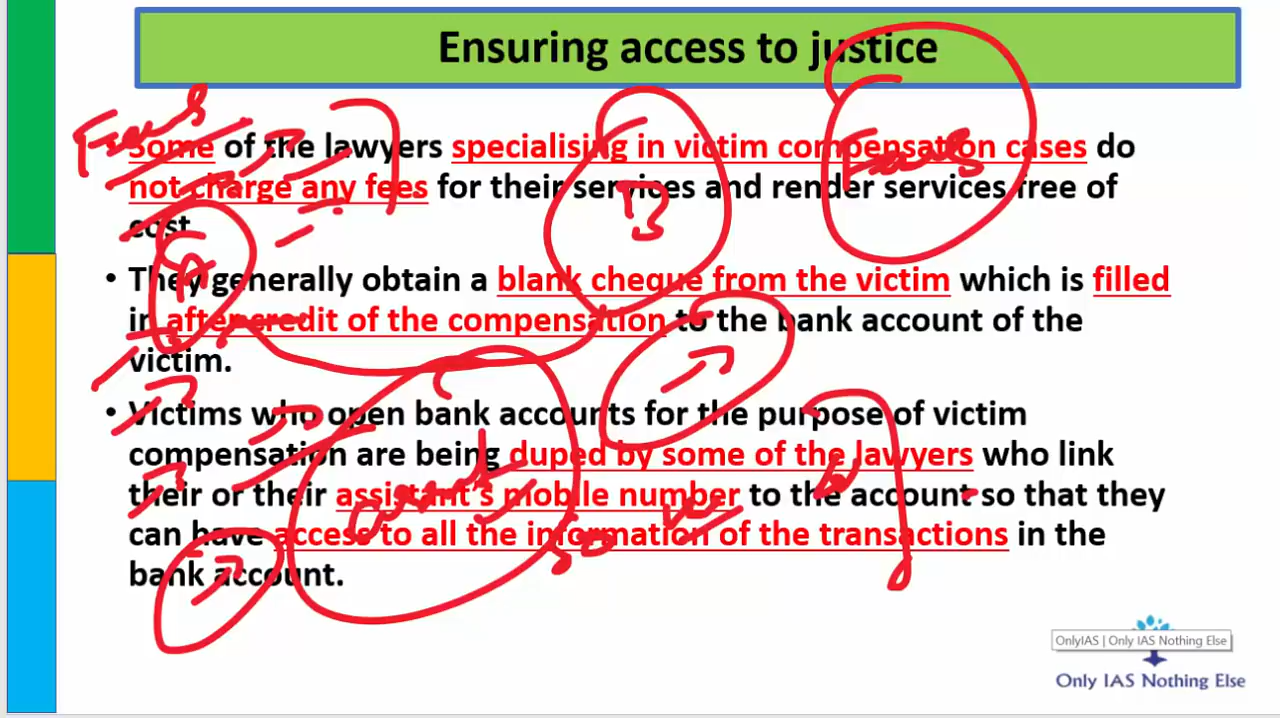 Ensuring access to justice
• Some of the lawyers specialising in victim compensation cases do
not charge any fees for their services and render services free of
cost.
• They generally obtain a blank cheque from the victim which is filled
in after credit of the compensation to the bank account of the
victim.
• Victims who open bank accounts for the purpose of victim
compensation are being duped by some of the lawyers who link
their or their assistant's mobile number to the account so that they
can have access to all the information of the transactions in the
bank account.
A
B
OnlyIAS | Only IAS Nothing Else
Only IAS Nothing Else